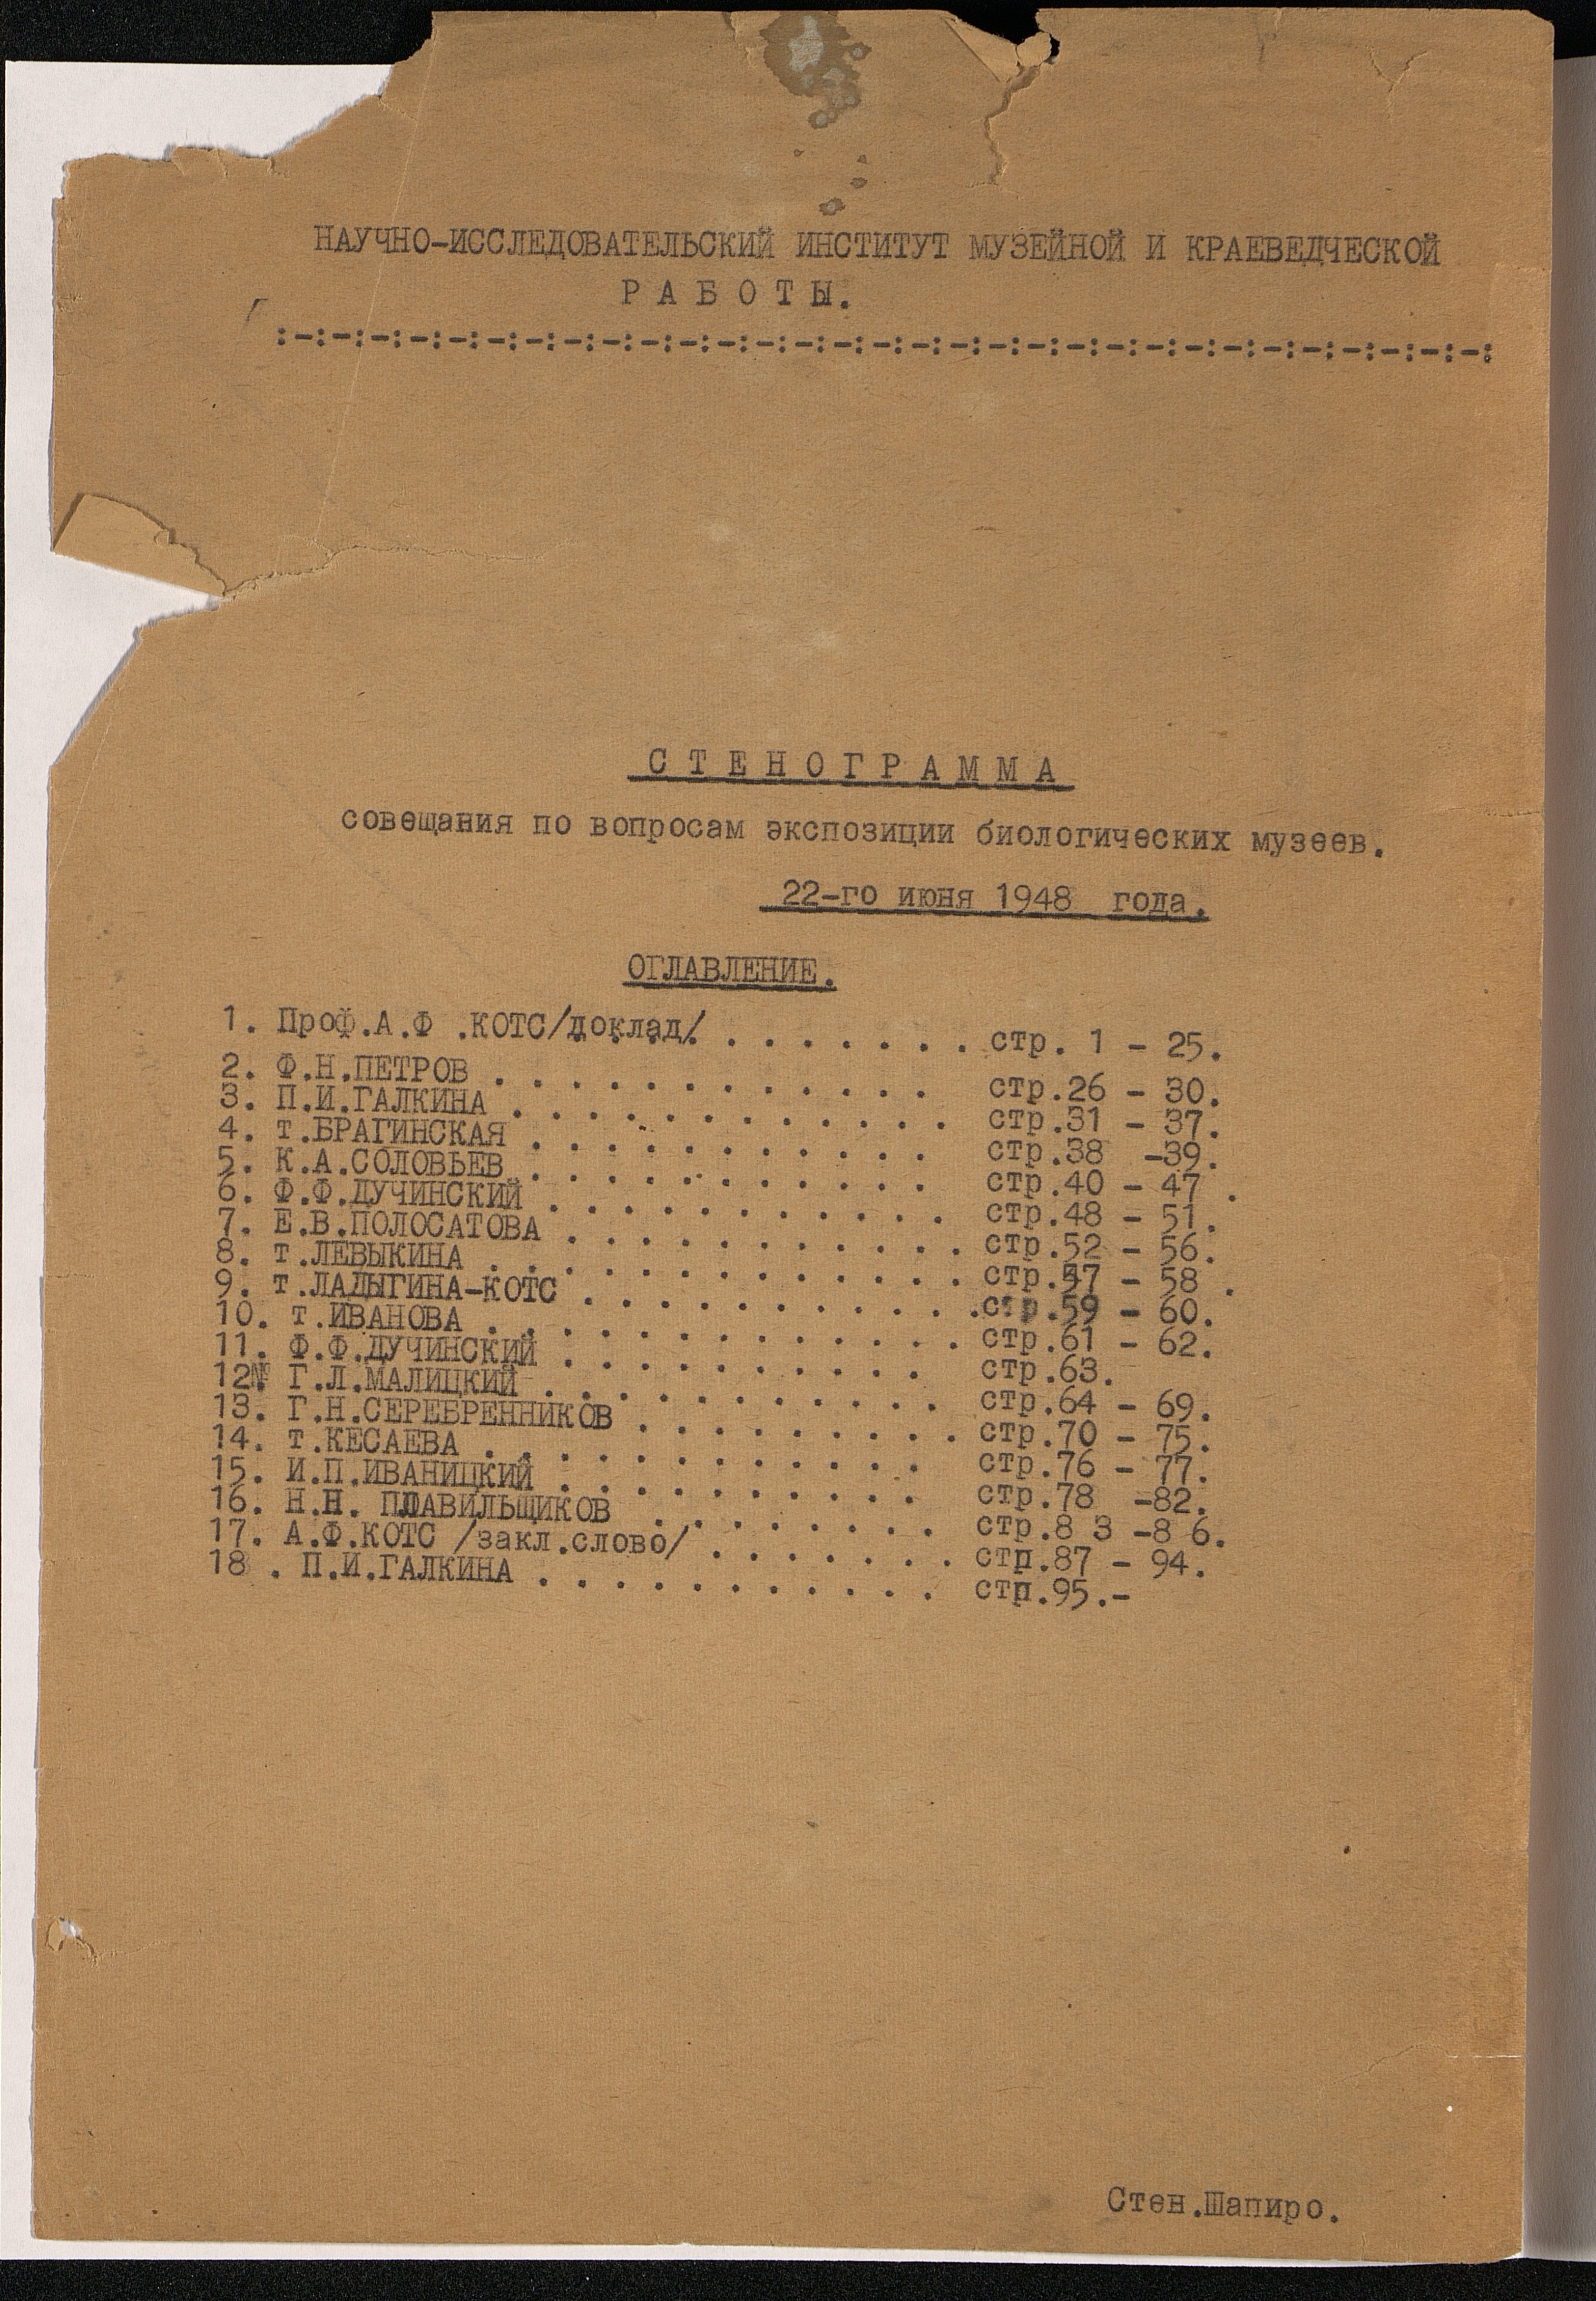 НАУЧНО-ИССЛЕДОВАТЕЛЬСКИЙ ИНСТИТУТ МУЗЕЙНОЙ И КРАЕВЕДЧЕСКОЙ
Р А Б О Т Ы.
:-:-:-:-:-:-:-:-:-:-:-:-:-:-:-:-:-:-:-:-:-:-:-:-:-:-:-:-:-:-:-:
С Т Е Н О Г Р А М М А
совещания по вопросам экспозиции биологических музеев.
22-го июня 1948 года.
ОГЛАВЛЕНИЕ.
1. Проф.А.Ф .КОТС/доклад/. . . . . . . . стр. 1 - 25.
2. Ф.Н.ПЕТРОВ . . . . . . . . . . . . стр.26 - 30.
3. П.И.ГАЛКИНА . . . . . . . . . . . . стр.31 - 37.
4. т.БРАГИНСКАЯ . . . . . . . . . . . стр.38 -39.
5. К.А.СОЛОВЬЕВ . . . . . . . . . . . стр.40 - 47 .
6. Ф.Ф.ДУЧИНСКИЙ . . . . . . . . . . . стр.48 - 51.
7. Е.В.ПОЛОСАТОВА . . . . . . . . . . . стр.52 - 56.
8. т.ЛЕВЫКИНА . . . . . . . . . . . . . стр.57 - 58 .
9. т.ЛАДЫГИНА-КОТС . . . . . . . . . . .стр.59 - 60.
10. т.ИВАНОВА . . . . . . . . . . . . . стр.61 - 62.
11. Ф.Ф.ДУЧИНСКИЙ . . . . . . . . . . стр.63.
12№ Г.Л.МАЛИЦКИЙ . . . . . . . . . . . стр.64 - 69.
13. Г.Н.СЕРЕБРЕННИКОВ . . . . . . . . . стр.70 - 75.
14. т.КЕСАЕВА . . . . . . . . . . . . стр.76 - 77.
15. И.П.ИВАНИЦКИЙ . . . . . . . . . . стр.78 -82.
16. Н.Н. ПЛАВИЛЬЩИКОВ . . . . . . . . стр.8 3 -8 6.
17. А.Ф.КОТС /закл.слово/ . . . . . . . стп.87 - 94.
18 . П.И.ГАЛКИНА . . . . . . . . . . . стп.95.-
Стен.Шапиро.